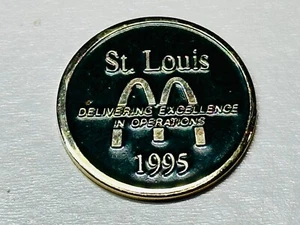 St. Louis
DELIVERING EXCELLENCE
IN OPERATIONS
1995